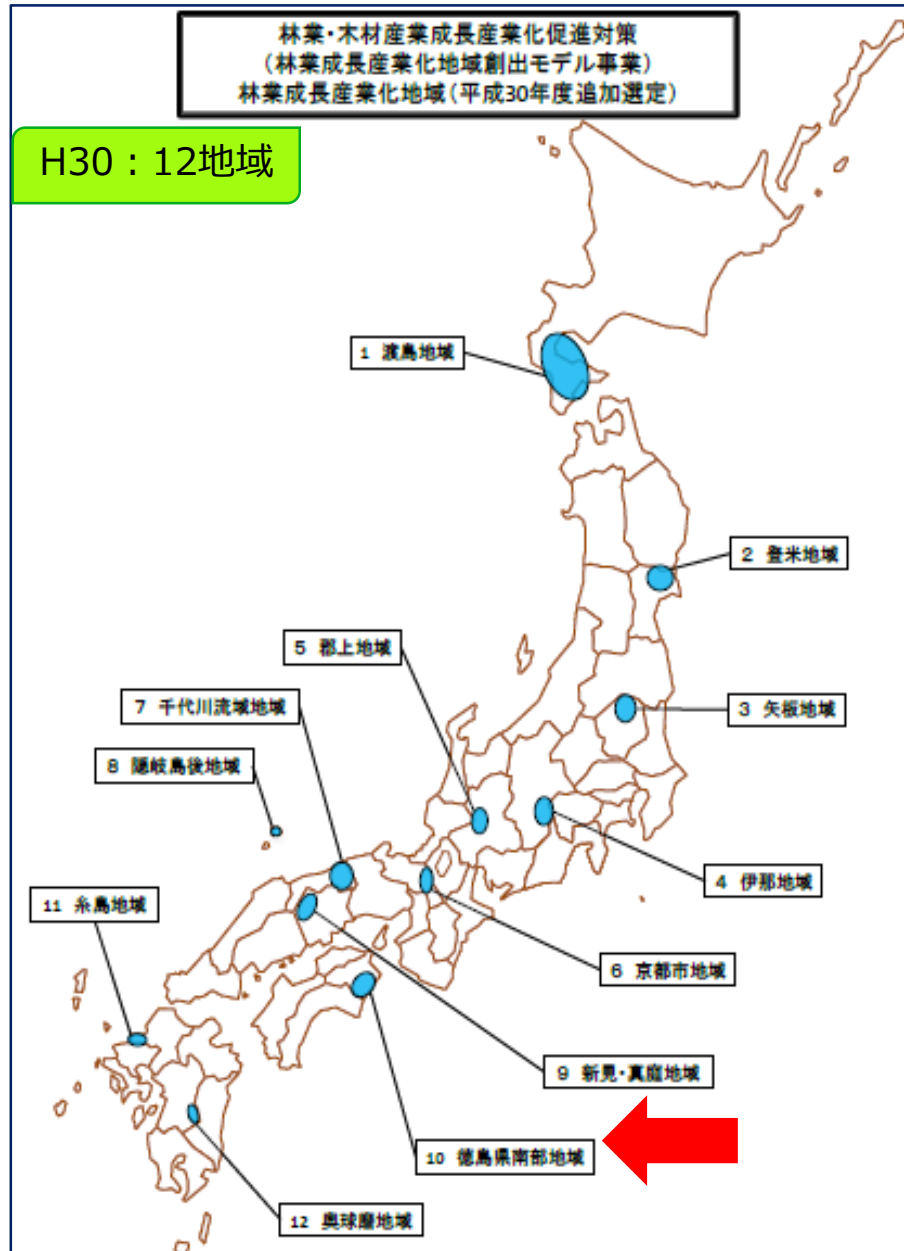 林業・木材産業成長産業化促進対策
(林業成長産業化地域創出モデル事業)
林業成長産業化地域(平成30年度追加選定)
H30：12地域
1 渡島地域
2 登米地域
5 郡上地域
7 千代川流域地域
3 矢板地域
8 隠岐島後地域
4 伊那地域
11 糸島地域
6 京都市地域
9 新見・真庭地域
10 徳島県南部地域
12 奥球磨地域